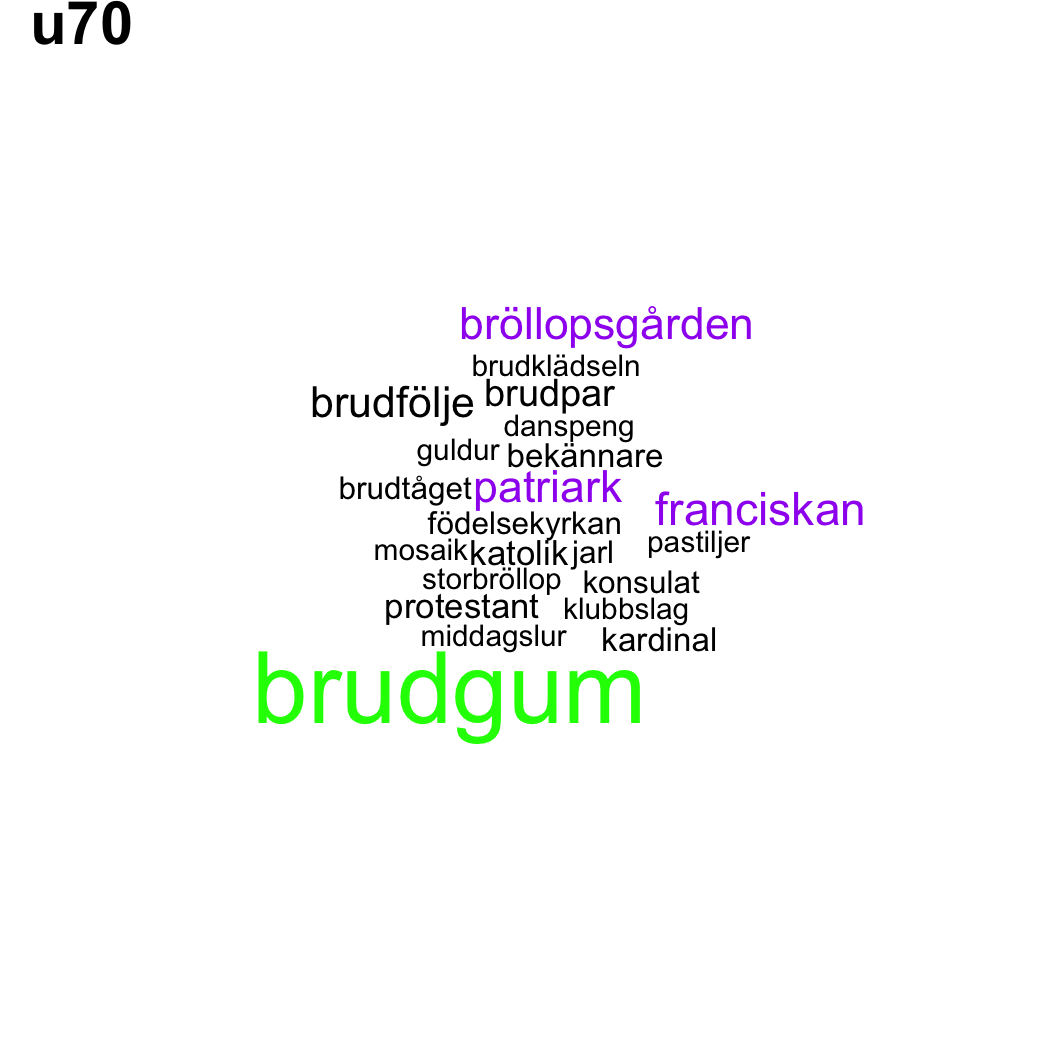 u70
bröllopsgården
brudklädseln
brudfölje brudpar
danspeng
guldur bekännare
brudtåget patriark franciskan
födelsekyrkan
mosaik katolik jarl pastiljer
storbröllop konsulat
protestant klubbslag
middagslur kardinal
brudgum